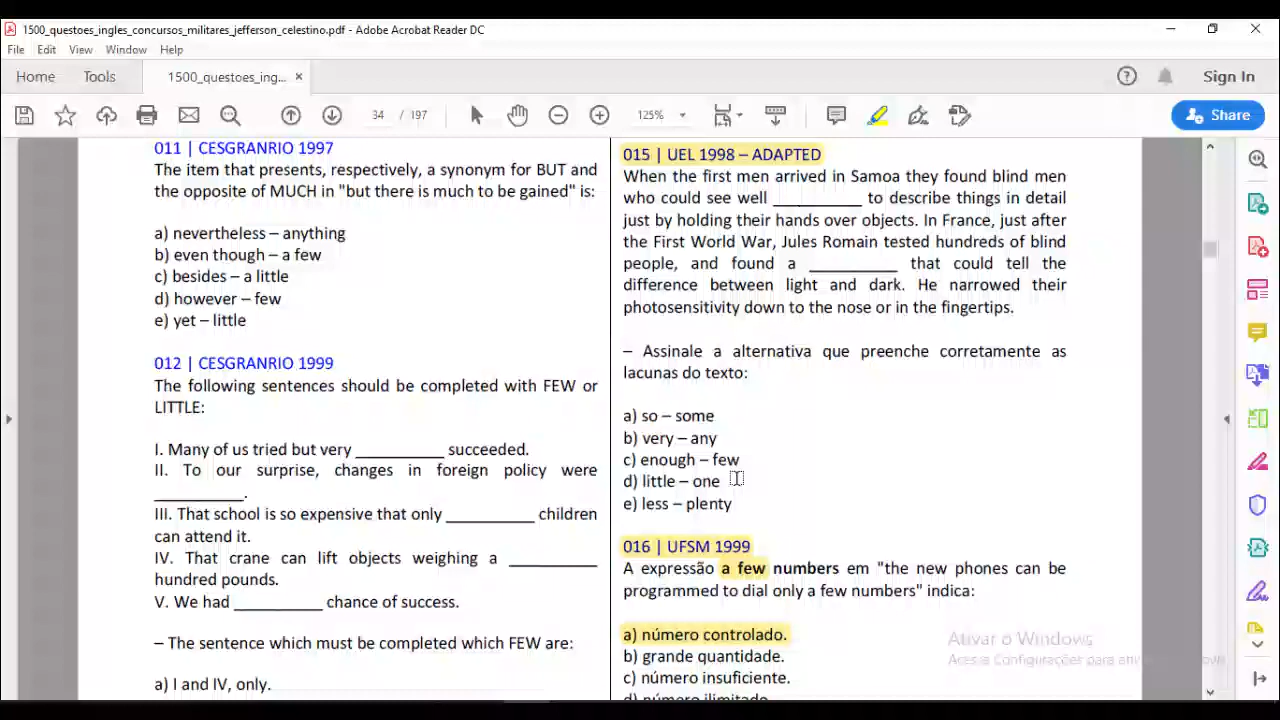 1500_questoes_ingles_concursos_militares_jefferson_celestino.pdf - Adobe Acrobat Reader DC
File Edit View Window Help
Home Tools 1500_questoes_ing... × Sign In
34 / 197 125% Share
011 | CESGRANRIO 1997
The item that presents, respectively, a synonym for BUT and
the opposite of MUCH in "but there is much to be gained" is:
a) nevertheless – anything
b) even though – a few
c) besides – a little
d) however – few
e) yet – little
012 | CESGRANRIO 1999
The following sentences should be completed with FEW or
LITTLE:
I. Many of us tried but very __________ succeeded.
II. To our surprise, changes in foreign policy were
__________.
III. That school is so expensive that only __________ children
can attend it.
IV. That crane can lift objects weighing a __________
hundred pounds.
V. We had __________ chance of success.
– The sentence which must be completed which FEW are:
a) I and IV, only.
015 | UEL 1998 – ADAPTED
When the first men arrived in Samoa they found blind men
who could see well __________ to describe things in detail
just by holding their hands over objects. In France, just after
the First World War, Jules Romain tested hundreds of blind
people, and found a __________ that could tell the
difference between light and dark. He narrowed their
photosensitivity down to the nose or in the fingertips.
– Assinale a alternativa que preenche corretamente as
lacunas do texto:
a) so – some
b) very – any
c) enough – few
d) little – one
e) less – plenty
016 | UFSM 1999
A expressão a few numbers em "the new phones can be
programmed to dial only a few numbers" indica:
a) número controlado.
b) grande quantidade.
c) número insuficiente.
d) número ilimitado.
Ativar o Windows
Acesse Configurações para ativar o Windows.